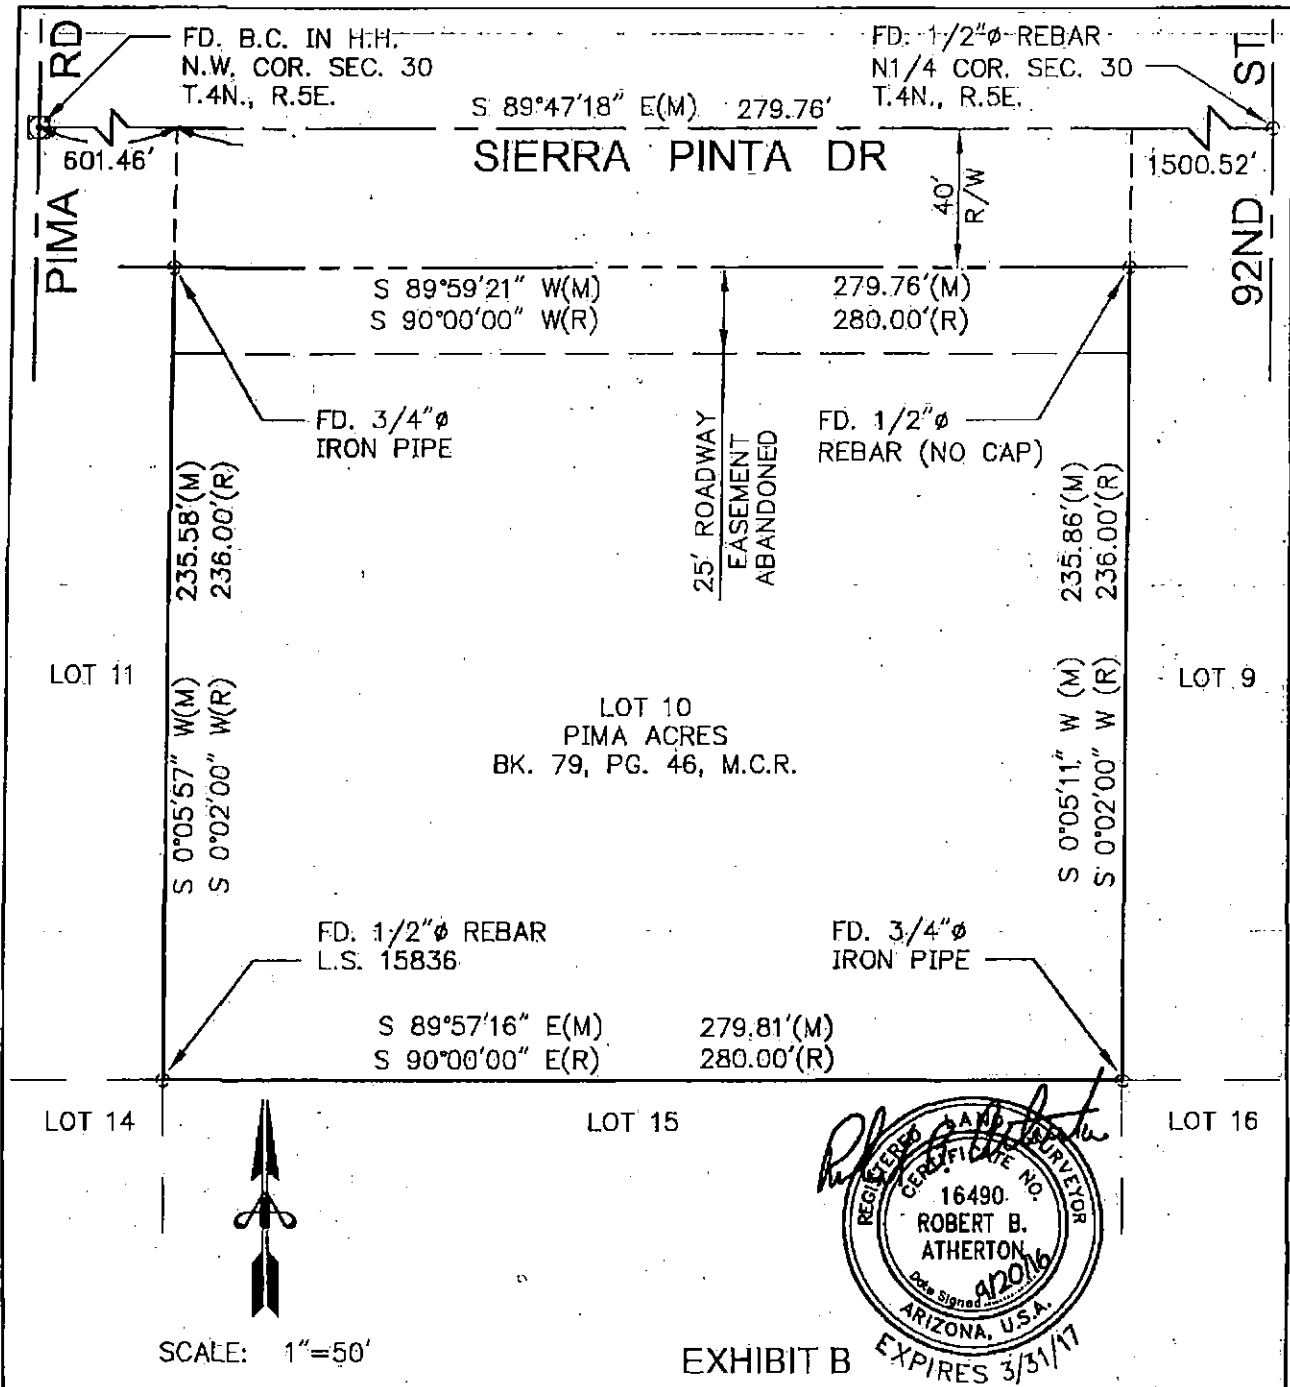 FD. B.C. IN H.H.
N.W. COR. SEC. 30
T.4N., R.5E.
FD. 1/2"ø REBAR
N1/4 COR. SEC. 30
T.4N., R.5E.
PIMA RD
92ND ST
S 89°47'18" E(M) 279.76'
601.46'
SIERRA PINTA DR
1500.52'
40'
R/W
S 89°59'21" W(M) 279.76'(M)
S 90°00'00" W(R) 280.00'(R)
FD. 3/4"ø
IRON PIPE
25' ROADWAY
EASEMENT
ABANDONED
FD. 1/2"ø
REBAR (NO CAP)
S 0°05'57" W(M) 235.58'(M)
S 0°02'00" W(R) 236.00'(R)
S 0°05'11" W (M) 235.86'(M)
S 0°02'00" W (R) 236.00'(R)
LOT 11
LOT 9
LOT 10
PIMA ACRES
BK. 79, PG. 46, M.C.R.
FD. 1/2"ø REBAR
L.S. 15836
FD. 3/4"ø
IRON PIPE
S 89°57'16" E(M) 279.81'(M)
S 90°00'00" E(R) 280.00'(R)
LOT 14
LOT 15
LOT 16
REGISTERED LAND SURVEYOR
CERTIFICATE NO.
16490
ROBERT B.
ATHERTON
Date Signed 9/20/16
ARIZONA, U.S.A.
EXPIRES 3/31/17
SCALE: 1"=50'
EXHIBIT B